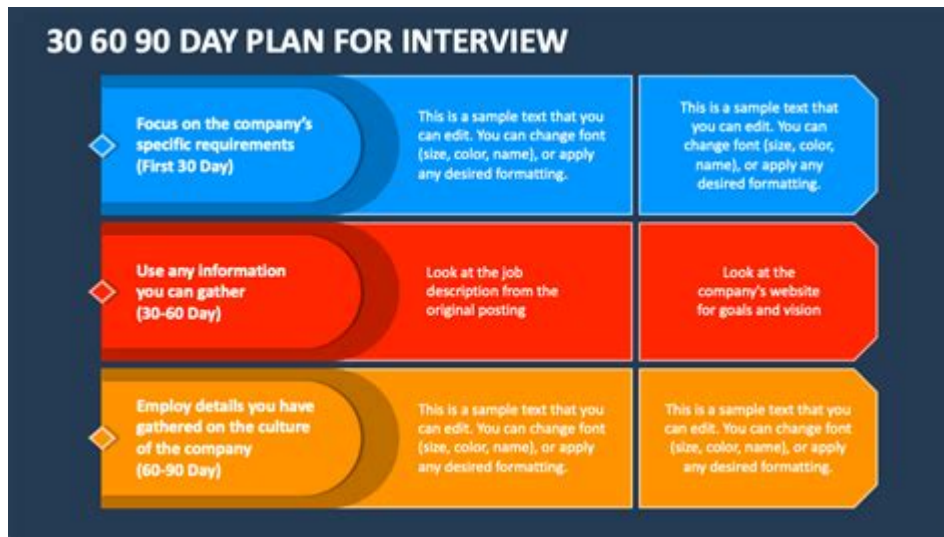 30 60 90 DAY PLAN FOR INTERVIEW
Focus on the company's
specific requirements
(First 30 Day)
This is a sample text that you
can edit. You can change font
(size, color, name), or apply
any desired formatting.
This is a sample text that
you can edit. You can
change font (size, color,
name), or apply any
desired formatting.
Use any information
you can gather
(30-60 Day)
Look at the job
description from the
original posting
Look at the
company's website
for goals and vision
Employ details you have
gathered on the culture
of the company
(60-90 Day)
This is a sample text that you
can edit. You can change font
(size, color, name), or apply
any desired formatting.
This is a sample text that you
can edit. You can change font
(size, color, name), or apply
any desired formatting.